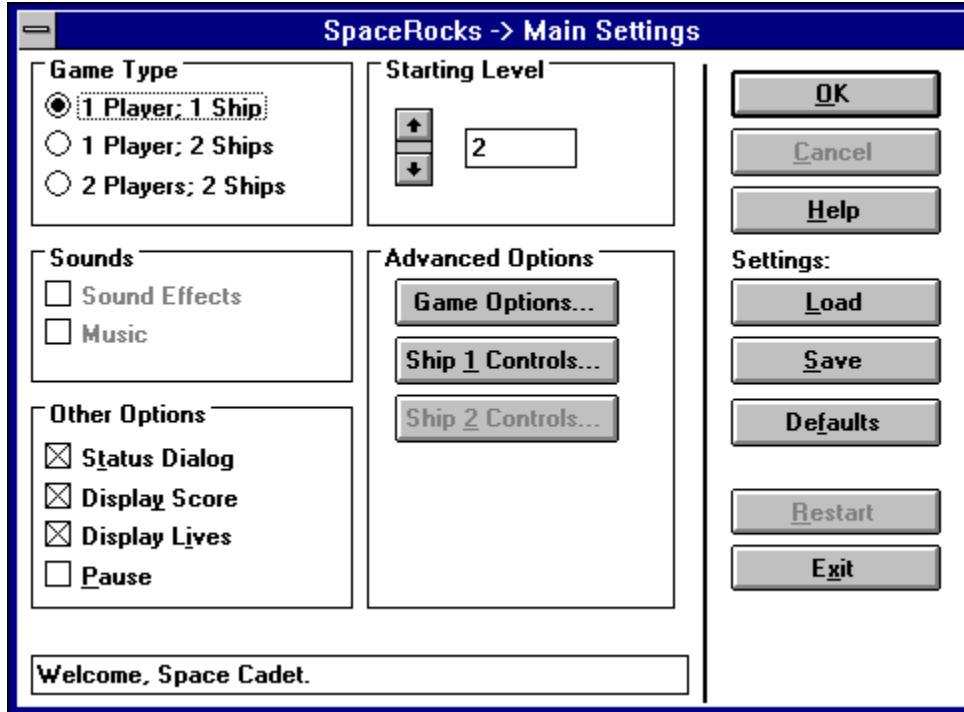 SpaceRocks -> Main Settings
Game Type
1 Player; 1 Ship
1 Player; 2 Ships
2 Players; 2 Ships
Starting Level
2
Sounds
Sound Effects
Music
Advanced Options
Game Options...
Ship 1 Controls...
Ship 2 Controls...
Other Options
Status Dialog
Display Score
Display Lives
Pause
OK
Cancel
Help
Settings:
Load
Save
Defaults
Restart
Exit
Welcome, Space Cadet.